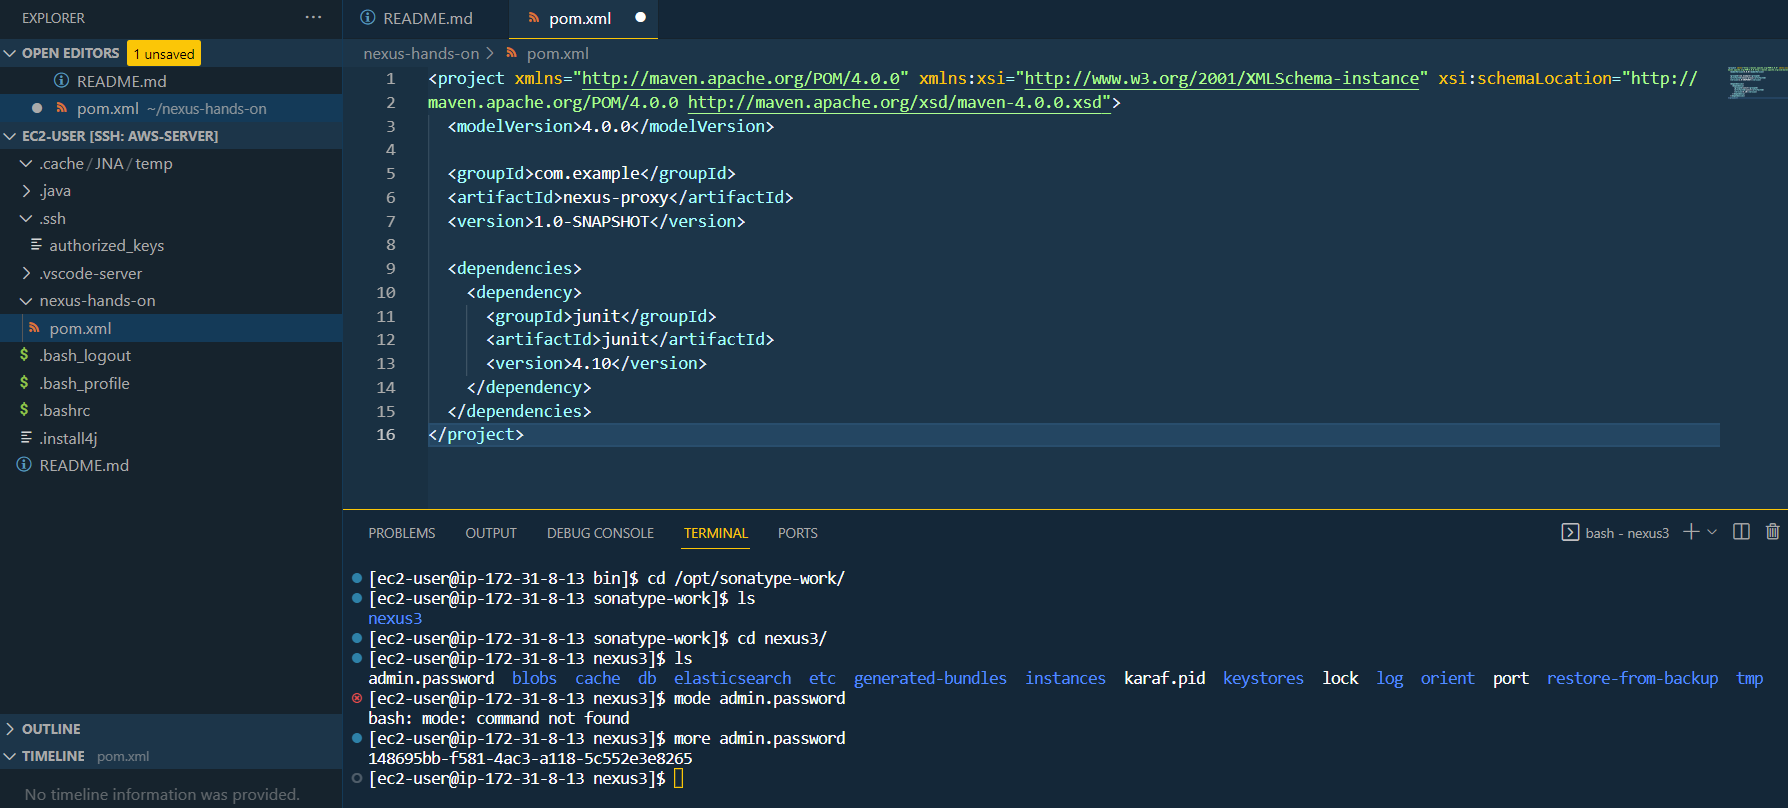 EXPLORER
···
README.md
pom.xml
OPEN EDITORS 1 unsaved
README.md
pom.xml ~/nexus-hands-on
EC2-USER [SSH: AWS-SERVER]
.cache / JNA / temp
.java
.ssh
authorized_keys
.vscode-server
nexus-hands-on
pom.xml
$ .bash_logout
$ .bash_profile
$ .bashrc
.install4j
README.md
OUTLINE
TIMELINE pom.xml
No timeline information was provided.
nexus-hands-on > pom.xml
1 <project xmlns="http://maven.apache.org/POM/4.0.0" xmlns:xsi="http://www.w3.org/2001/XMLSchema-instance" xsi:schemaLocation="http://
2 maven.apache.org/POM/4.0.0 http://maven.apache.org/xsd/maven-4.0.0.xsd">
3 <modelVersion>4.0.0</modelVersion>
4
5 <groupId>com.example</groupId>
6 <artifactId>nexus-proxy</artifactId>
7 <version>1.0-SNAPSHOT</version>
8
9 <dependencies>
10 <dependency>
11 <groupId>junit</groupId>
12 <artifactId>junit</artifactId>
13 <version>4.10</version>
14 </dependency>
15 </dependencies>
16 </project>
PROBLEMS OUTPUT DEBUG CONSOLE TERMINAL PORTS
bash - nexus3
[ec2-user@ip-172-31-8-13 bin]$ cd /opt/sonatype-work/
[ec2-user@ip-172-31-8-13 sonatype-work]$ ls
nexus3
[ec2-user@ip-172-31-8-13 sonatype-work]$ cd nexus3/
[ec2-user@ip-172-31-8-13 nexus3]$ ls
admin.password blobs cache db elasticsearch etc generated-bundles instances karaf.pid keystores lock log orient port restore-from-backup tmp
[ec2-user@ip-172-31-8-13 nexus3]$ mode admin.password
bash: mode: command not found
[ec2-user@ip-172-31-8-13 nexus3]$ more admin.password
148695bb-f581-4ac3-a118-5c552e3e8265
[ec2-user@ip-172-31-8-13 nexus3]$